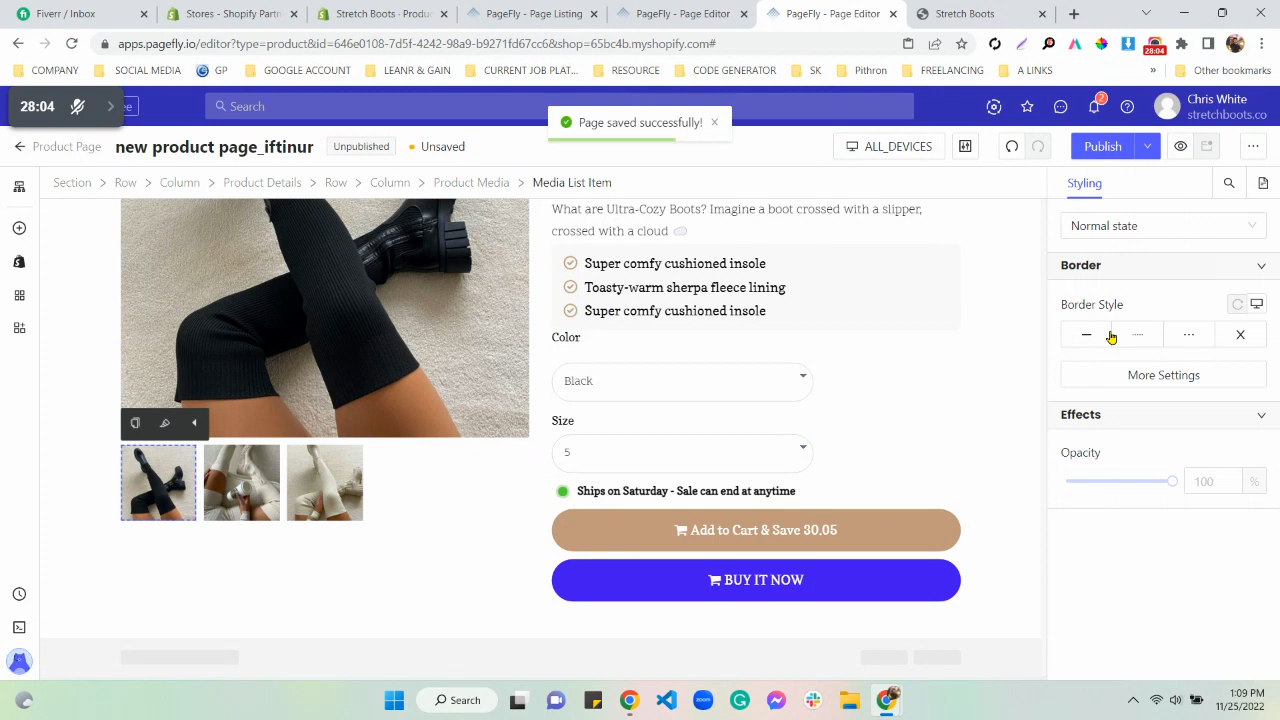 Home
Stores - Shopify Partn
Stretch Boots - Produc
PageFly - Page Listing
PageFly - Page Editor
PageFly - Page Editor
Stretch Boots
apps.pagefly.io/editor?type=product&id=646e0108-7d5f-4242-96a9-b9271fd67cc6&shop=65bc4b.myshopify.com#
28:04
COMPANY
SOCIAL MEDIA
GP
GOOGLE ACCOUNT
LEANR & GAIN
CURRENT JOB PLAT...
RESOURCE
CODE GENERATOR
SK
Pithron
FREELANCING
A LINKS
»
Other bookmarks
28:04
Search
Page saved successfully!
2
Chris White
stretchboots.co
Product Page
new product page_iftinur
Unpublished
Unsaved
ALL_DEVICES
Publish
Section > Row > Column > Product Details > Row > Column > Product Media > Media List Item
Styling
What are Ultra-Cozy Boots? Imagine a boot crossed with a slipper,
crossed with a cloud
Super comfy cushioned insole
Toasty-warm sherpa fleece lining
Super comfy cushioned insole
Color
Black
Size
5
Ships on Saturday - Sale can end at anytime
Add to Cart & Save 30.05
BUY IT NOW
Normal state
Border
Border Style
More Settings
Effects
Opacity
100
%
Search
1:09 PM
11/25/2022